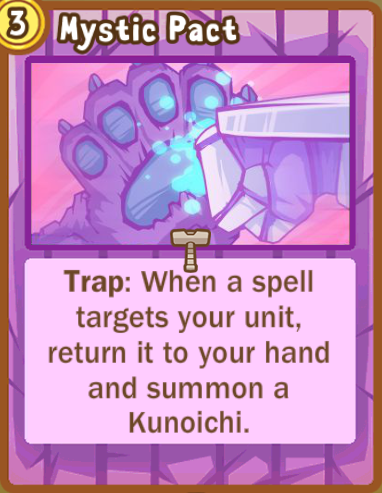 3
Mystic Pact
Trap: When a spell
targets your unit,
return it to your hand
and summon a
Kunoichi.